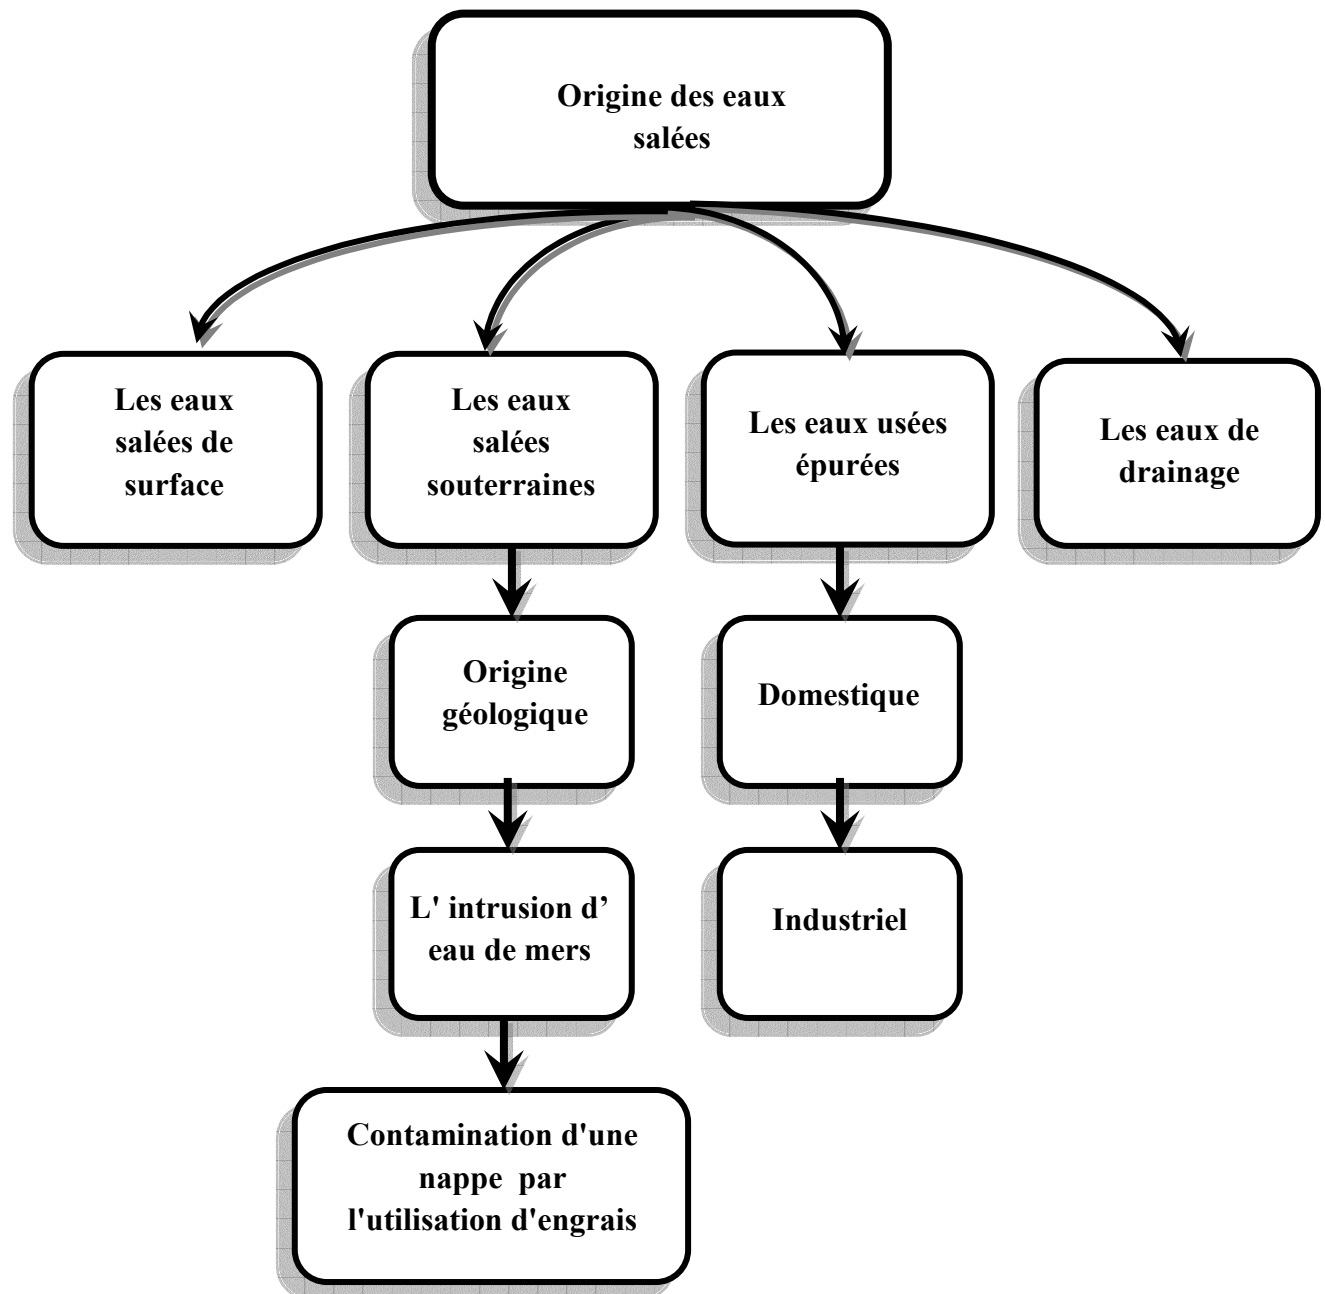 Origine des eaux
salées
Les eaux
salées de
surface
Les eaux
salées
souterraines
Les eaux usées
épurées
Les eaux de
drainage
Origine
géologique
Domestique
L' intrusion d’
eau de mers
Industriel
Contamination d'une
nappe par
l'utilisation d'engrais